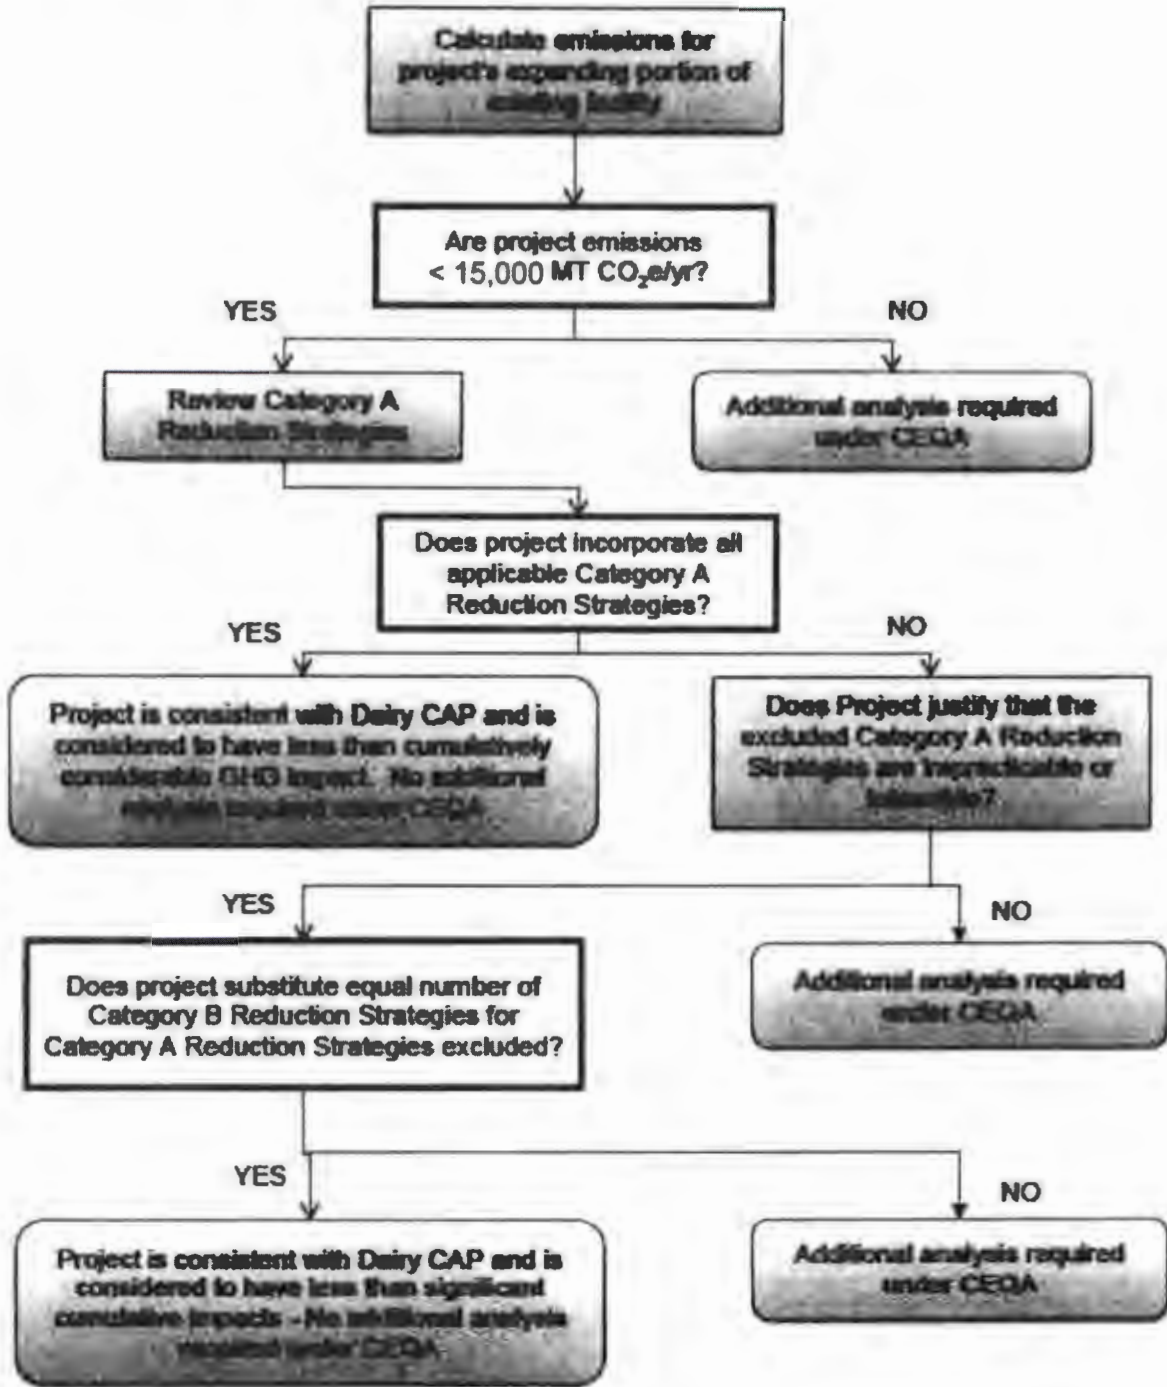 Calculate emissions for
project's expanding portion of
existing facility
Are project emissions
< 15,000 MT CO₂e/yr?
YES
NO
Review Category A
Reduction Strategies
Additional analysis required
under CEQA
Does project incorporate all
applicable Category A
Reduction Strategies?
YES
NO
Project is consistent with Dairy CAP and is
considered to have less than cumulatively
considerable GHG impact. No additional
analysis required under CEQA
Does Project justify that the
excluded Category A Reduction
Strategies are impracticable or
infeasible?
YES
NO
Does project substitute equal number of
Category B Reduction Strategies for
Category A Reduction Strategies excluded?
Additional analysis required
under CEQA
YES
NO
Project is consistent with Dairy CAP and is
considered to have less than significant
cumulative impacts - No additional analysis
required under CEQA
Additional analysis required
under CEQA